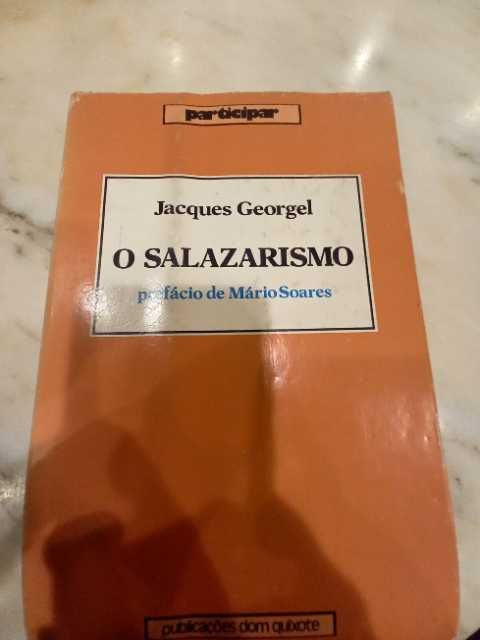 participar
Jacques Georgel
O SALAZARISMO
prefácio de Mário Soares
publicações dom quixote